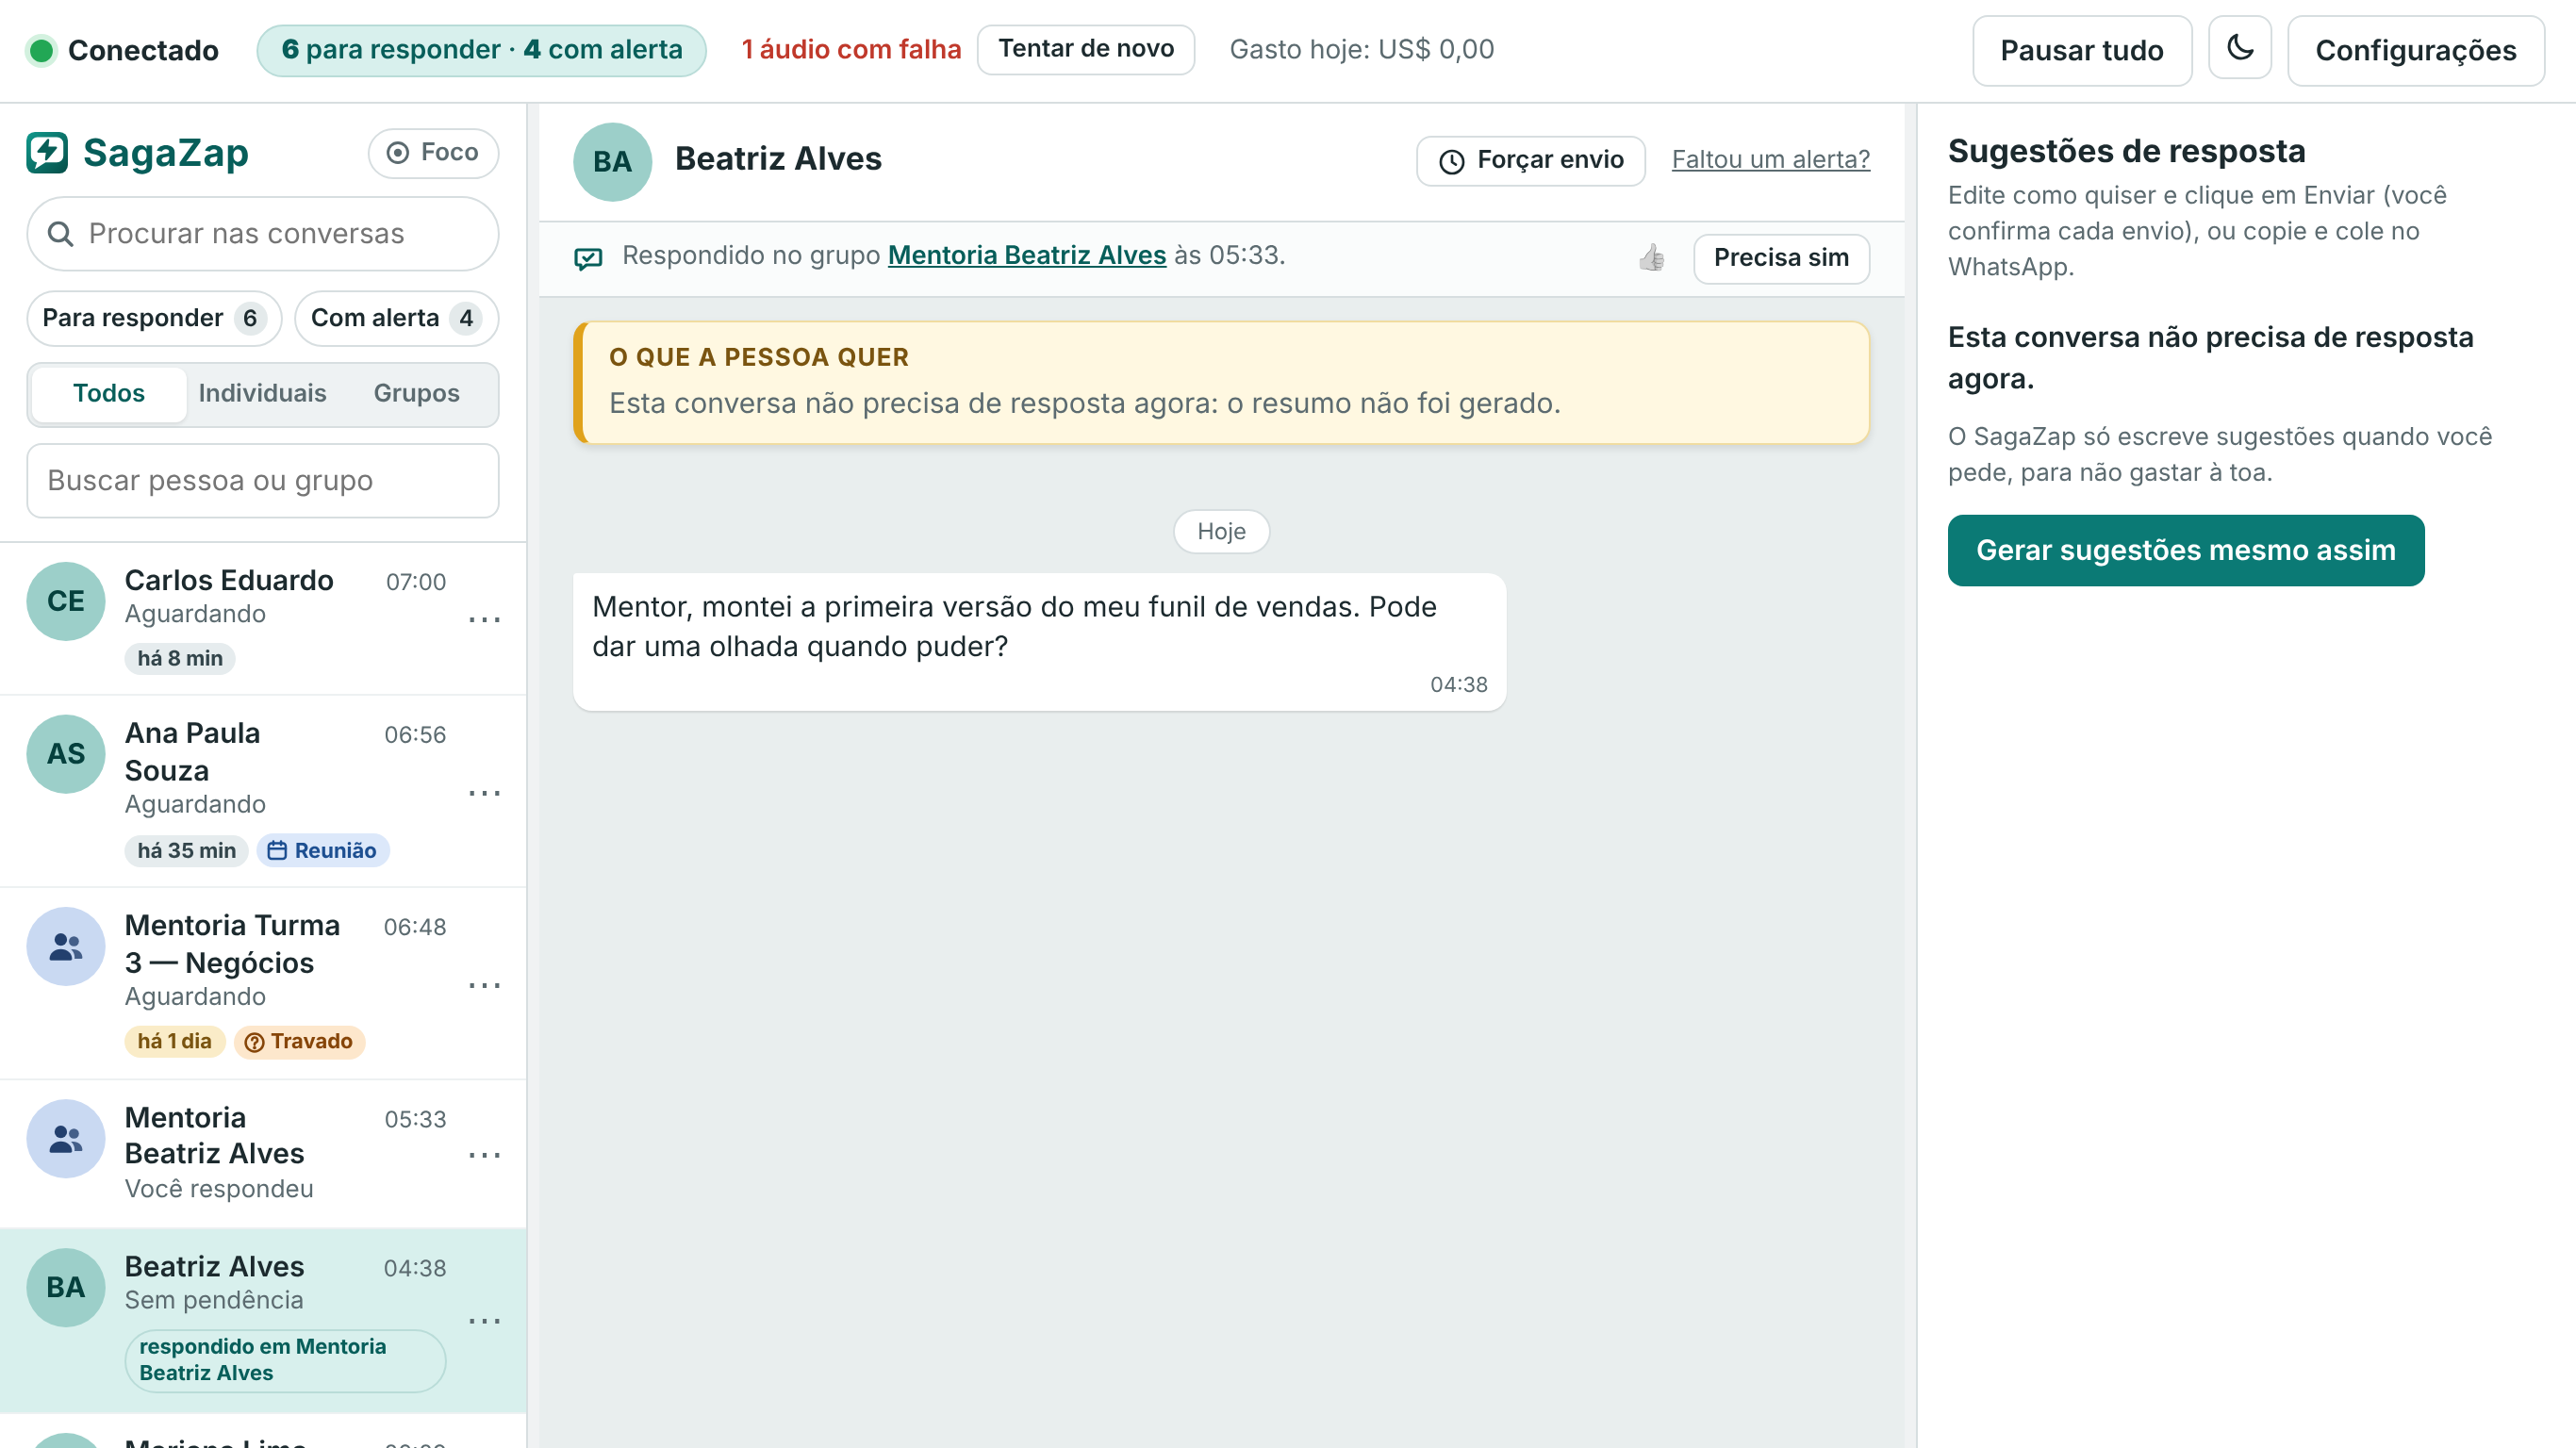 Conectado
6 para responder · 4 com alerta
1 áudio com falha
Tentar de novo
Gasto hoje: US$ 0,00
Pausar tudo
Configurações
SagaZap
Foco
Procurar nas conversas
Para responder 6
Com alerta 4
Todos
Individuais
Grupos
Buscar pessoa ou grupo
CE
Carlos Eduardo
07:00
Aguardando
há 8 min
AS
Ana Paula
Souza
06:56
Aguardando
há 35 min
Reunião
Mentoria Turma
3 — Negócios
06:48
Aguardando
há 1 dia
Travado
Mentoria
Beatriz Alves
05:33
Você respondeu
BA
Beatriz Alves
04:38
Sem pendência
respondido em Mentoria
Beatriz Alves
BA
Beatriz Alves
Forçar envio
Faltou um alerta?
Respondido no grupo Mentoria Beatriz Alves às 05:33.
Precisa sim
O QUE A PESSOA QUER
Esta conversa não precisa de resposta agora: o resumo não foi gerado.
Hoje
Mentor, montei a primeira versão do meu funil de vendas. Pode
dar uma olhada quando puder?
04:38
Sugestões de resposta
Edite como quiser e clique em Enviar (você
confirma cada envio), ou copie e cole no
WhatsApp.
Esta conversa não precisa de resposta
agora.
O SagaZap só escreve sugestões quando você
pede, para não gastar à toa.
Gerar sugestões mesmo assim